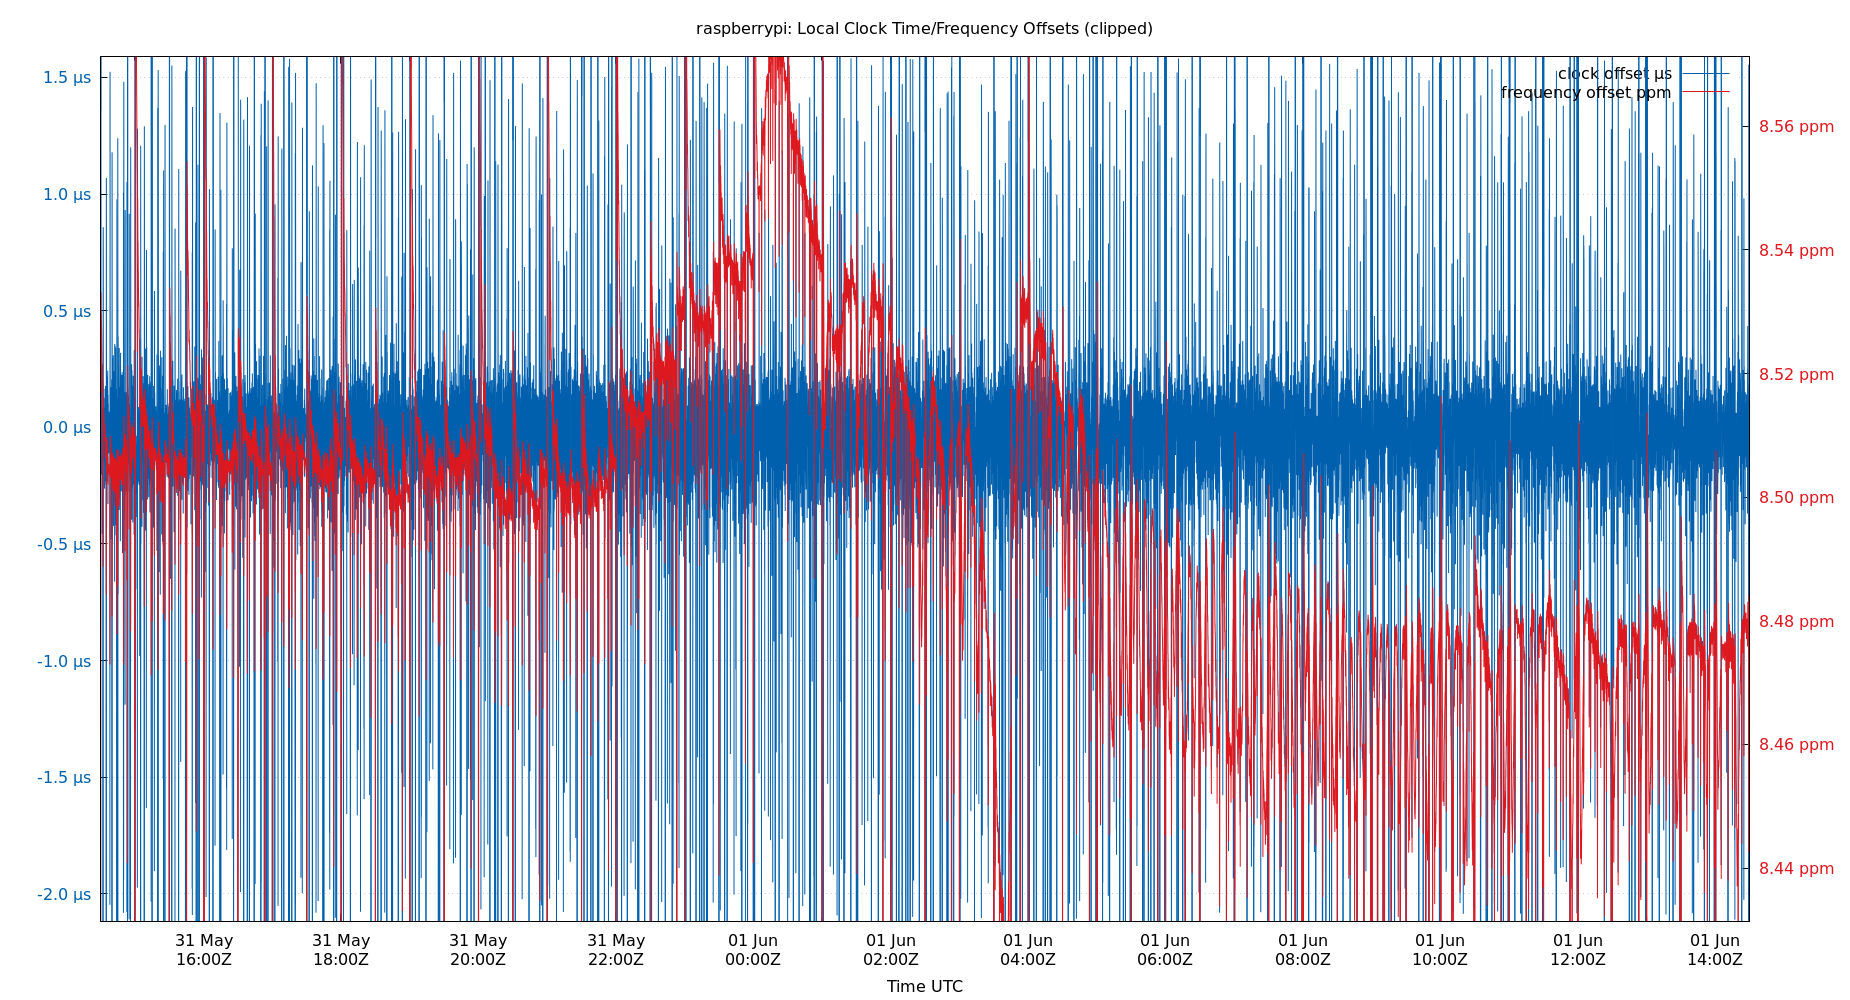 raspberrypi: Local Clock Time/Frequency Offsets (clipped)
clock offset µs
frequency offset ppm
1.5 µs
1.0 µs
0.5 µs
0.0 µs
-0.5 µs
-1.0 µs
-1.5 µs
-2.0 µs
8.56 ppm
8.54 ppm
8.52 ppm
8.50 ppm
8.48 ppm
8.46 ppm
8.44 ppm
31 May
16:00Z
31 May
18:00Z
31 May
20:00Z
31 May
22:00Z
01 Jun
00:00Z
01 Jun
02:00Z
01 Jun
04:00Z
01 Jun
06:00Z
01 Jun
08:00Z
01 Jun
10:00Z
01 Jun
12:00Z
01 Jun
14:00Z
Time UTC